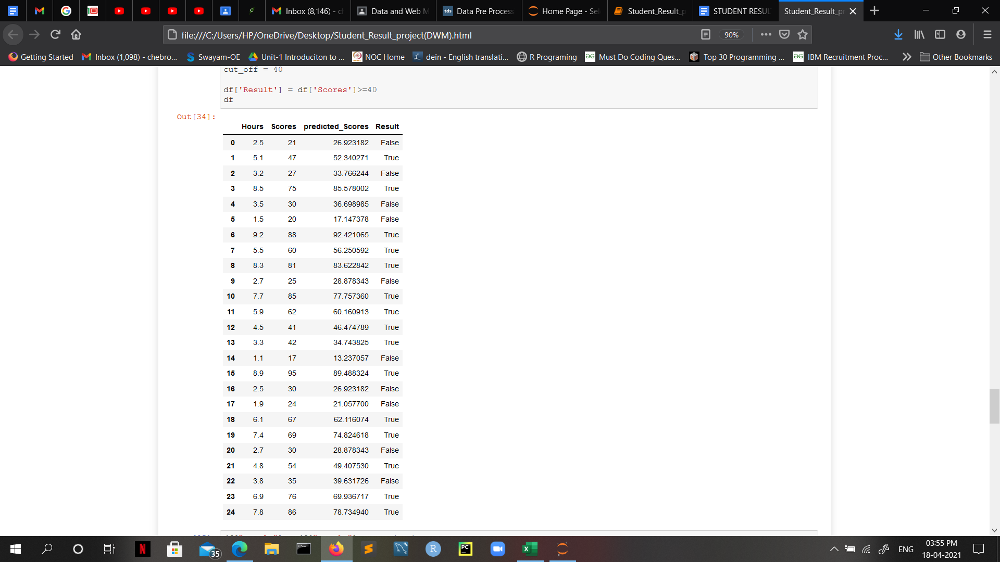 Inbox (8,146) - c
Data and Web M
tds Data Pre Process
Home Page - Sel
Student_Result_p
STUDENT RESUL
Student_Result_pr
file:///C:/Users/HP/OneDrive/Desktop/Student_Result_project(DWM).html
90%
Getting Started
Inbox (1,098) - chebro...
Swayam-OE
Unit-1 Introduciton to ...
NOC Home
dein - English translati...
R Programing
Must Do Coding Ques...
Top 30 Programming ...
IBM Recruitment Proc...
Other Bookmarks
cut_off = 40
df['Result'] = df['Scores']>=40
df
Out[34]:
Hours Scores predicted_Scores Result
0 2.5 21 26.923182 False
1 5.1 47 52.340271 True
2 3.2 27 33.766244 False
3 8.5 75 85.578002 True
4 3.5 30 36.698985 False
5 1.5 20 17.147378 False
6 9.2 88 92.421065 True
7 5.5 60 56.250592 True
8 8.3 81 83.622842 True
9 2.7 25 28.878343 False
10 7.7 85 77.757360 True
11 5.9 62 60.160913 True
12 4.5 41 46.474789 True
13 3.3 42 34.743825 True
14 1.1 17 13.237057 False
15 8.9 95 89.488324 True
16 2.5 30 26.923182 False
17 1.9 24 21.057700 False
18 6.1 67 62.116074 True
19 7.4 69 74.824618 True
20 2.7 30 28.878343 False
21 4.8 54 49.407530 True
22 3.8 35 39.631726 False
23 6.9 76 69.936717 True
24 7.8 86 78.734940 True
35
ENG
03:55 PM
18-04-2021